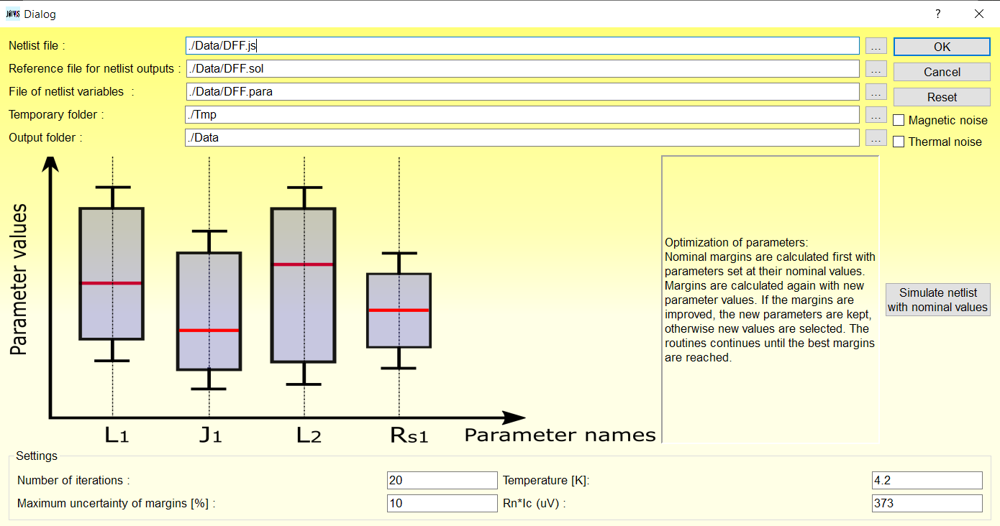 JOINUS Dialog ?
Netlist file : ./Data/DFF.js ... OK
Reference file for netlist outputs : ./Data/DFF.sol ... Cancel
File of netlist variables : ./Data/DFF.para ... Reset
Temporary folder : ./Tmp ... Magnetic noise
Output folder : ./Data ... Thermal noise
Parameter values
L1 J1 L2 Rs1 Parameter names
Optimization of parameters:
Nominal margins are calculated first with
parameters set at their nominal values.
Margins are calculated again with new
parameter values. If the margins are
improved, the new parameters are kept,
otherwise new values are selected. The
routines continues until the best margins
are reached.
Simulate netlist
with nominal values
Settings
Number of iterations : 20 Temperature [K]: 4.2
Maximum uncertainty of margins [%] : 10 Rn*Ic (uV) : 373